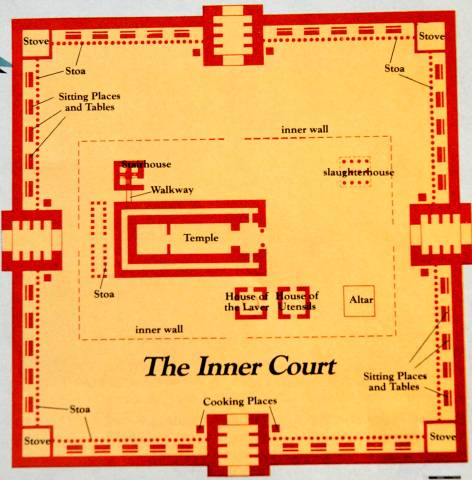 Stove
Stove
Stoa
Stoa
Sitting Places
and Tables
inner wall
Stairhouse
slaughterhouse
Walkway
Temple
Stoa
House of
the Laver
House of
Utensils
Altar
inner wall
The Inner Court
Sitting Places
and Tables
Cooking Places
Stoa
Stove
Stove